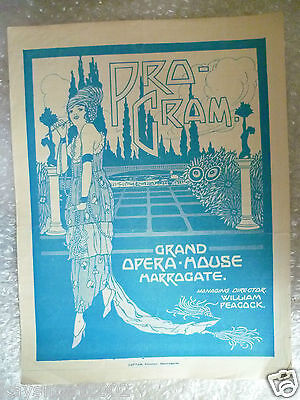 PRO-
GRAM.
GRAND
OPERA-HOUSE
HARROGATE.
MANAGING DIRECTOR
WILLIAM
PEACOCK.